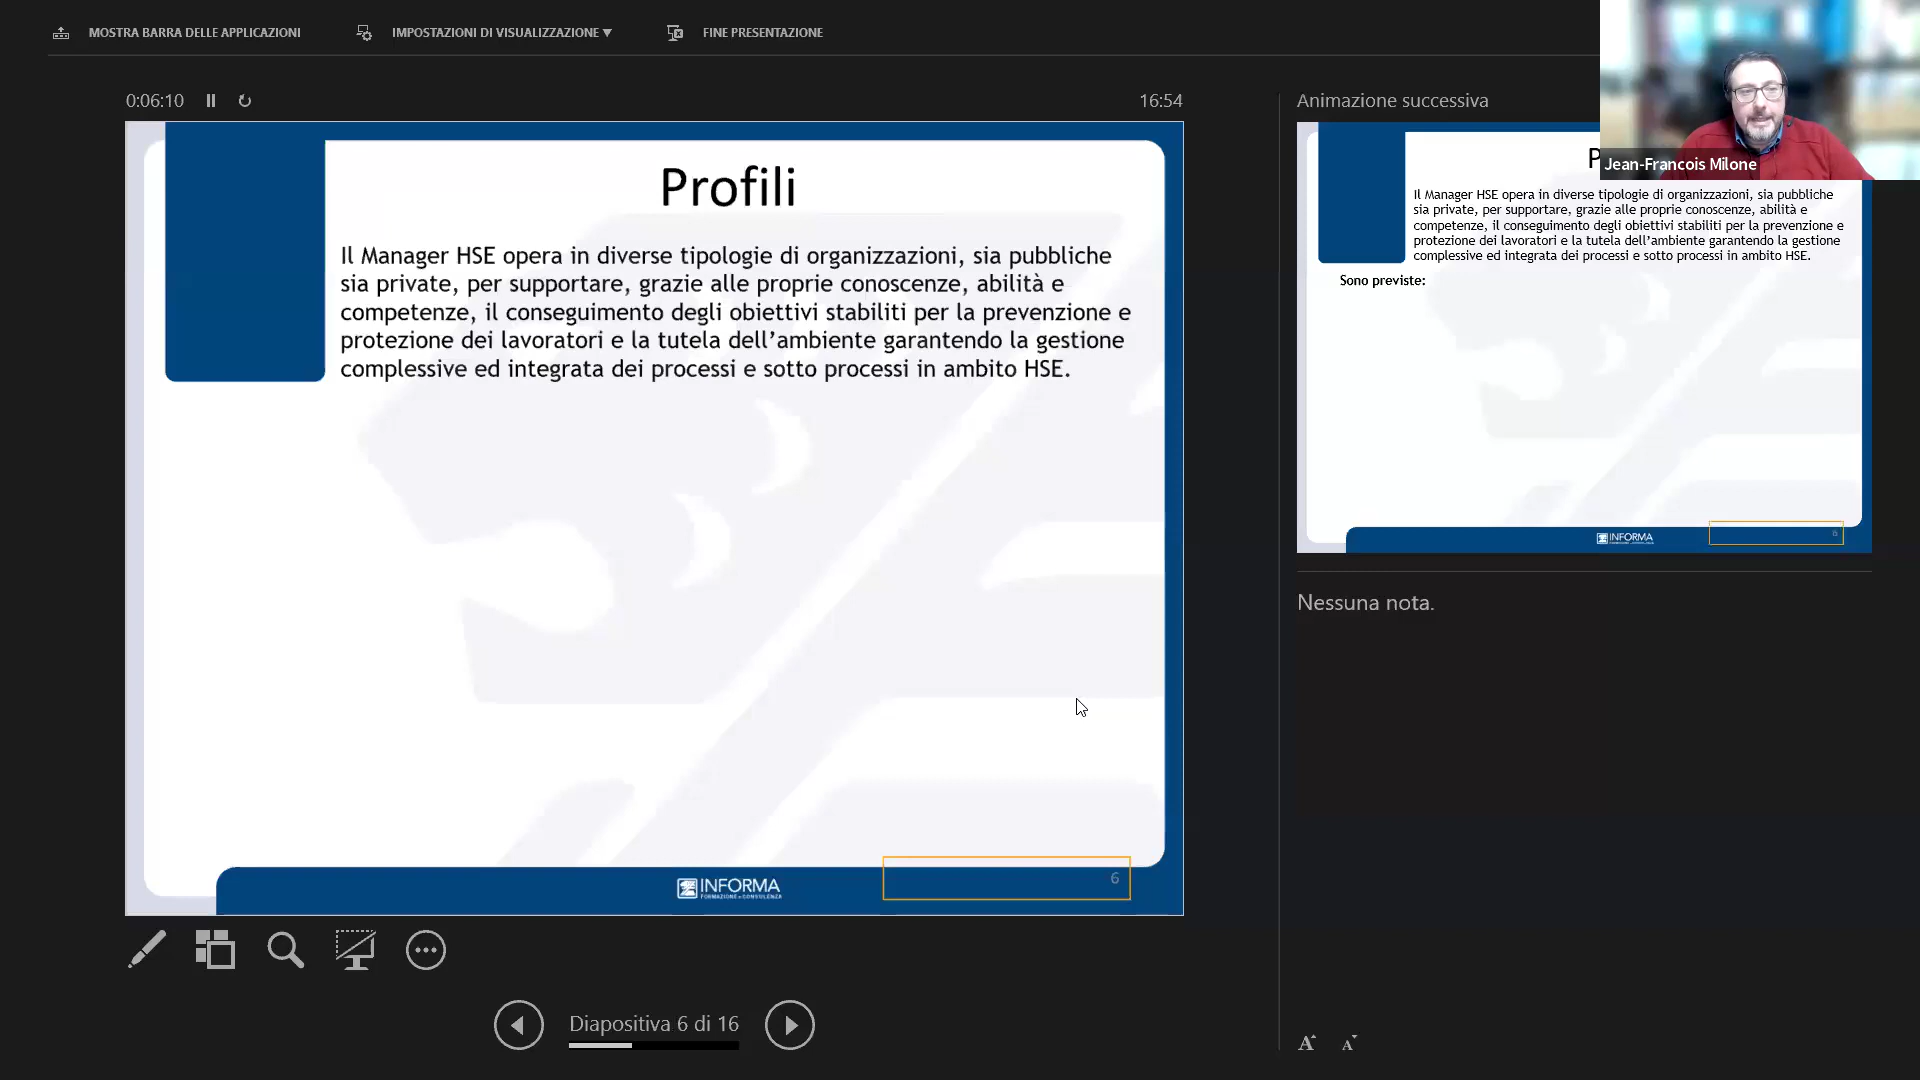 MOSTRA BARRA DELLE APPLICAZIONI
IMPOSTAZIONI DI VISUALIZZAZIONE ▼
FINE PRESENTAZIONE
0:06:10
16:54
Profili
Il Manager HSE opera in diverse tipologie di organizzazioni, sia pubbliche
sia private, per supportare, grazie alle proprie conoscenze, abilità e
competenze, il conseguimento degli obiettivi stabiliti per la prevenzione e
protezione dei lavoratori e la tutela dell’ambiente garantendo la gestione
complessive ed integrata dei processi e sotto processi in ambito HSE.
INFORMA
FORMAZIONE e CONSULENZA
6
Diapositiva 6 di 16
Animazione successiva
Jean-Francois Milone
P
Il Manager HSE opera in diverse tipologie di organizzazioni, sia pubbliche
sia private, per supportare, grazie alle proprie conoscenze, abilità e
competenze, il conseguimento degli obiettivi stabiliti per la prevenzione e
protezione dei lavoratori e la tutela dell’ambiente garantendo la gestione
complessive ed integrata dei processi e sotto processi in ambito HSE.
Sono previste:
INFORMA
6
Nessuna nota.
A A